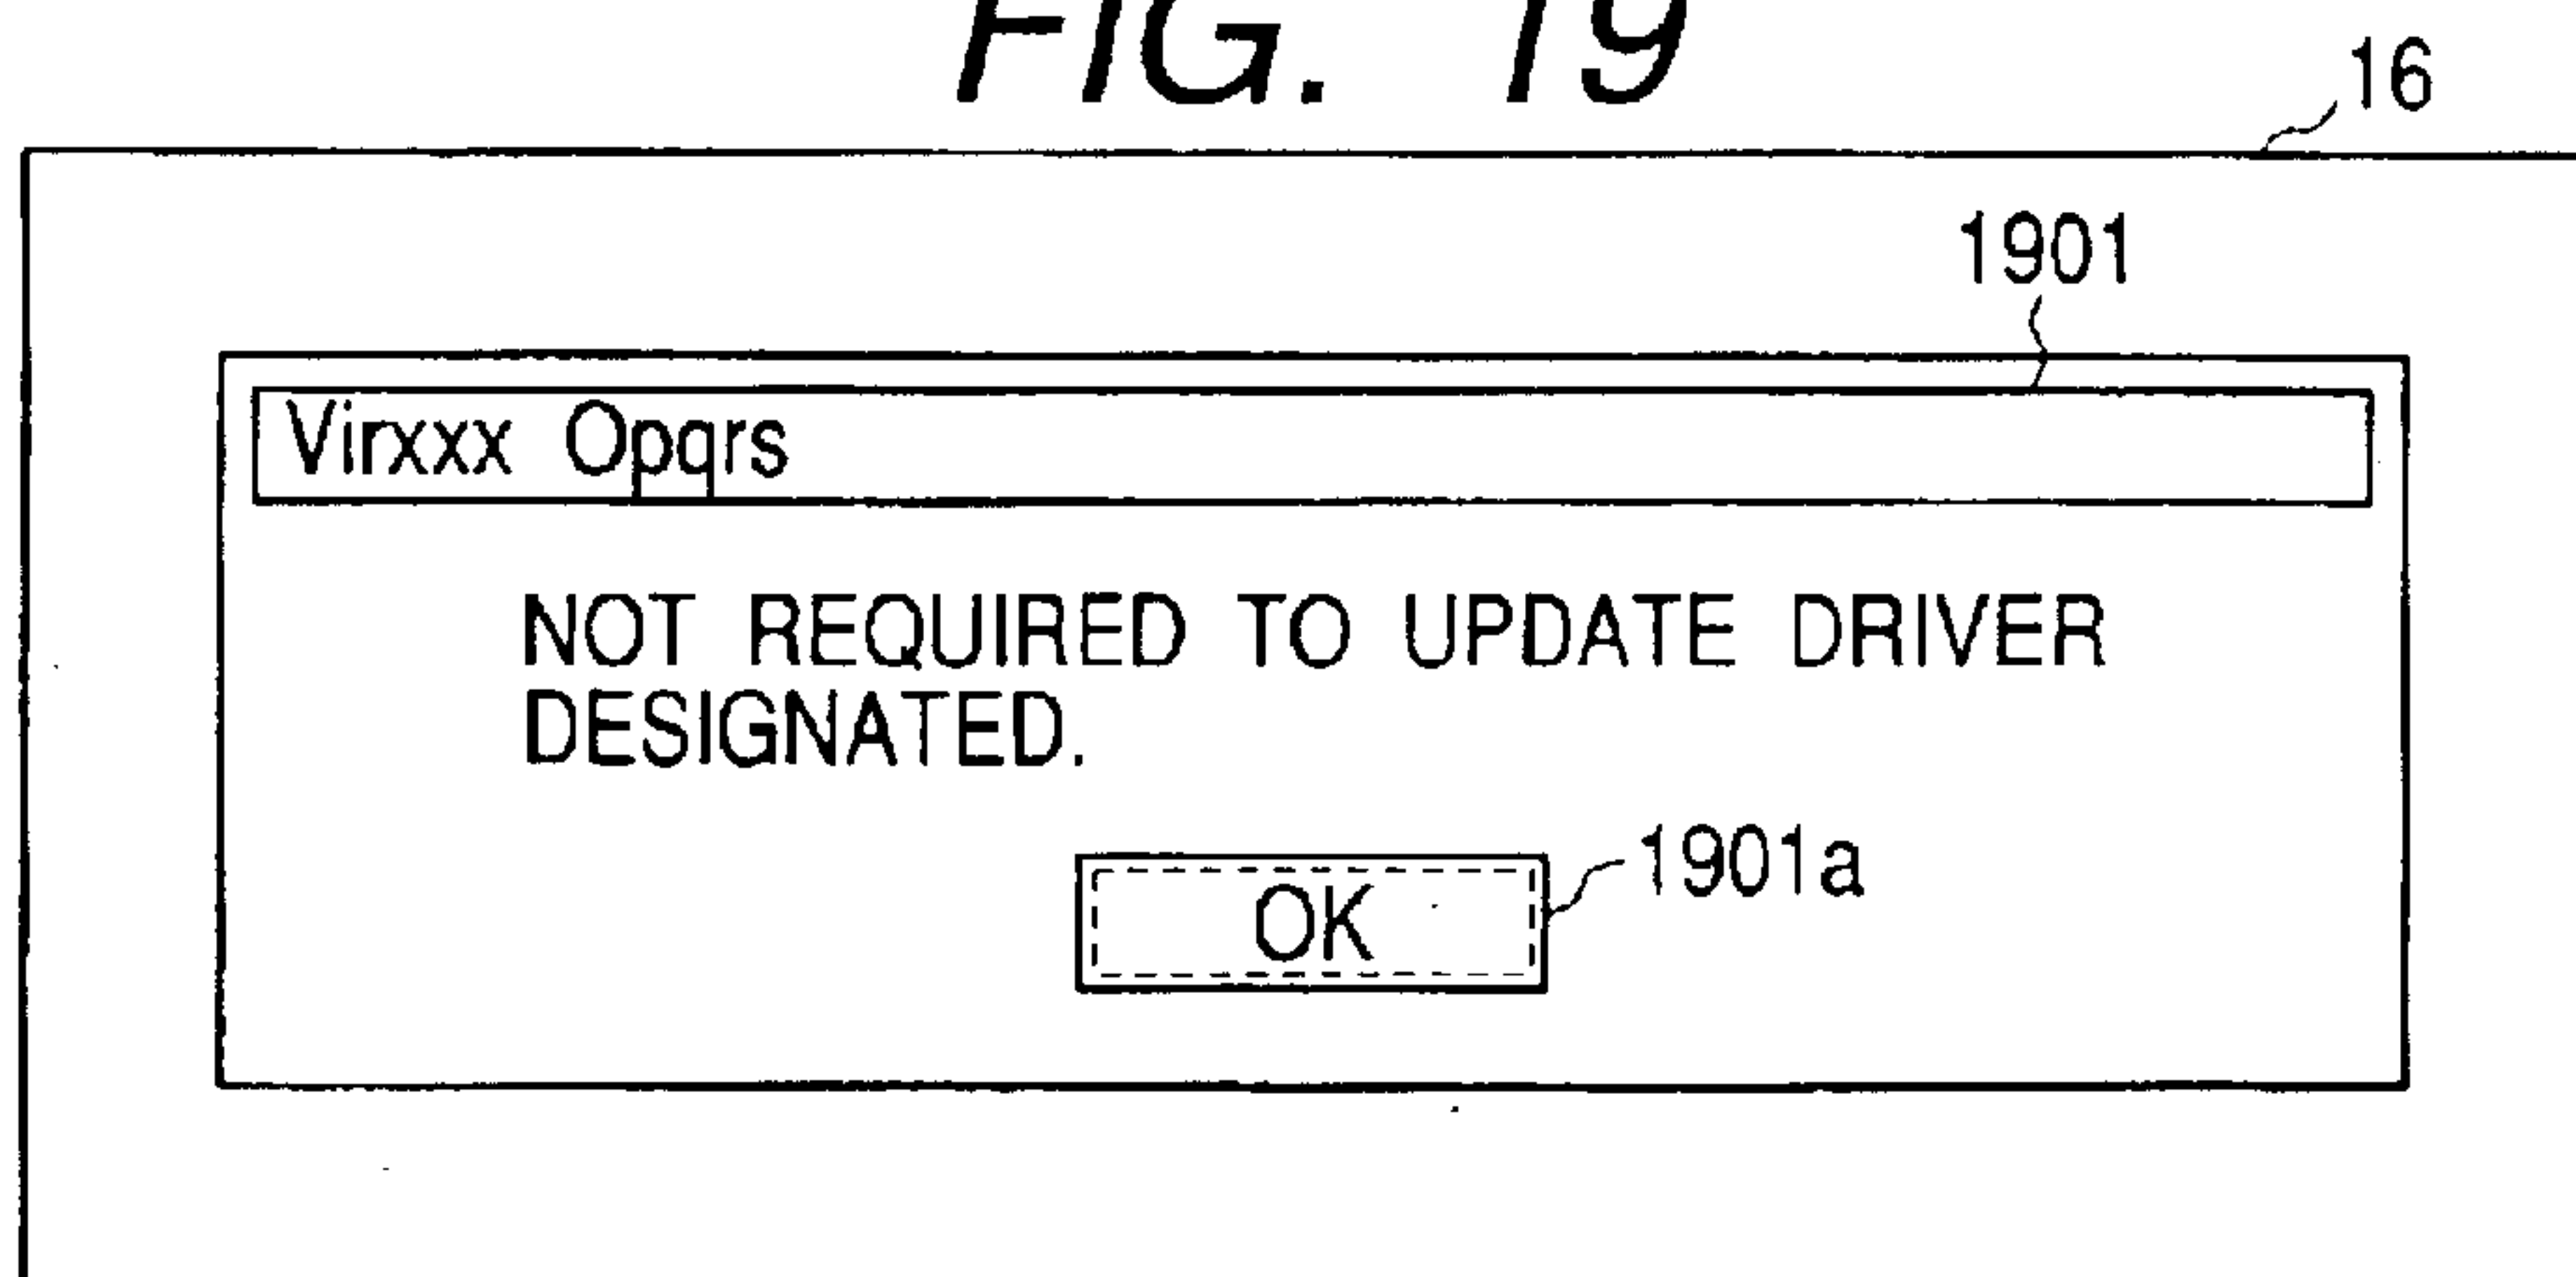 FIG. 19
16
1901
Virxxx Opqrs
NOT REQUIRED TO UPDATE DRIVER
DESIGNATED.
1901a
OK